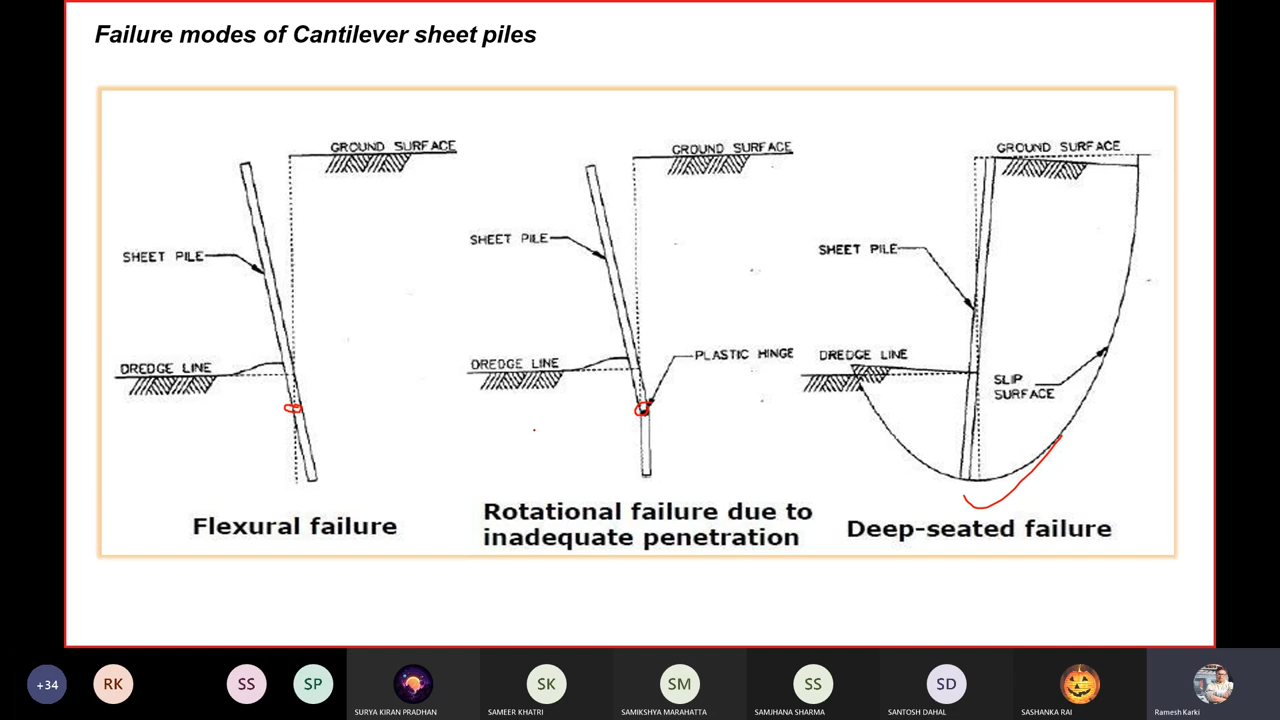 Failure modes of Cantilever sheet piles
GROUND SURFACE
SHEET PILE
DREDGE LINE
Flexural failure
GROUND SURFACE
SHEET PILE
DREDGE LINE
PLASTIC HINGE
Rotational failure due to
inadequate penetration
GROUND SURFACE
SHEET PILE
DREDGE LINE
SLIP
SURFACE
Deep-seated failure
+34
RK
SS
SP
SURYA KIRAN PRADHAN
SK
SAMEER KHATRI
SM
SAMIKSHYA MARAHATTA
SS
SAMJHANA SHARMA
SD
SANTOSH DAHAL
SASHANKA RAI
Ramesh Karki